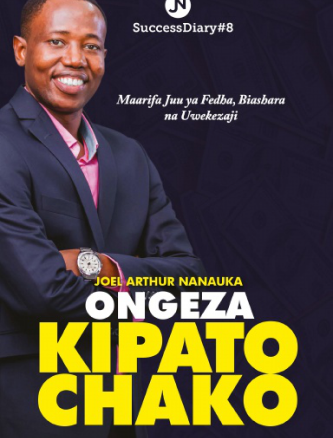 JN
SuccessDiary#8
Maarifa Juu ya Fedha, Biashara
na Uwekezaji
JOEL ARTHUR NANAUKA
ONGEZA
KIPATO
CHAKO